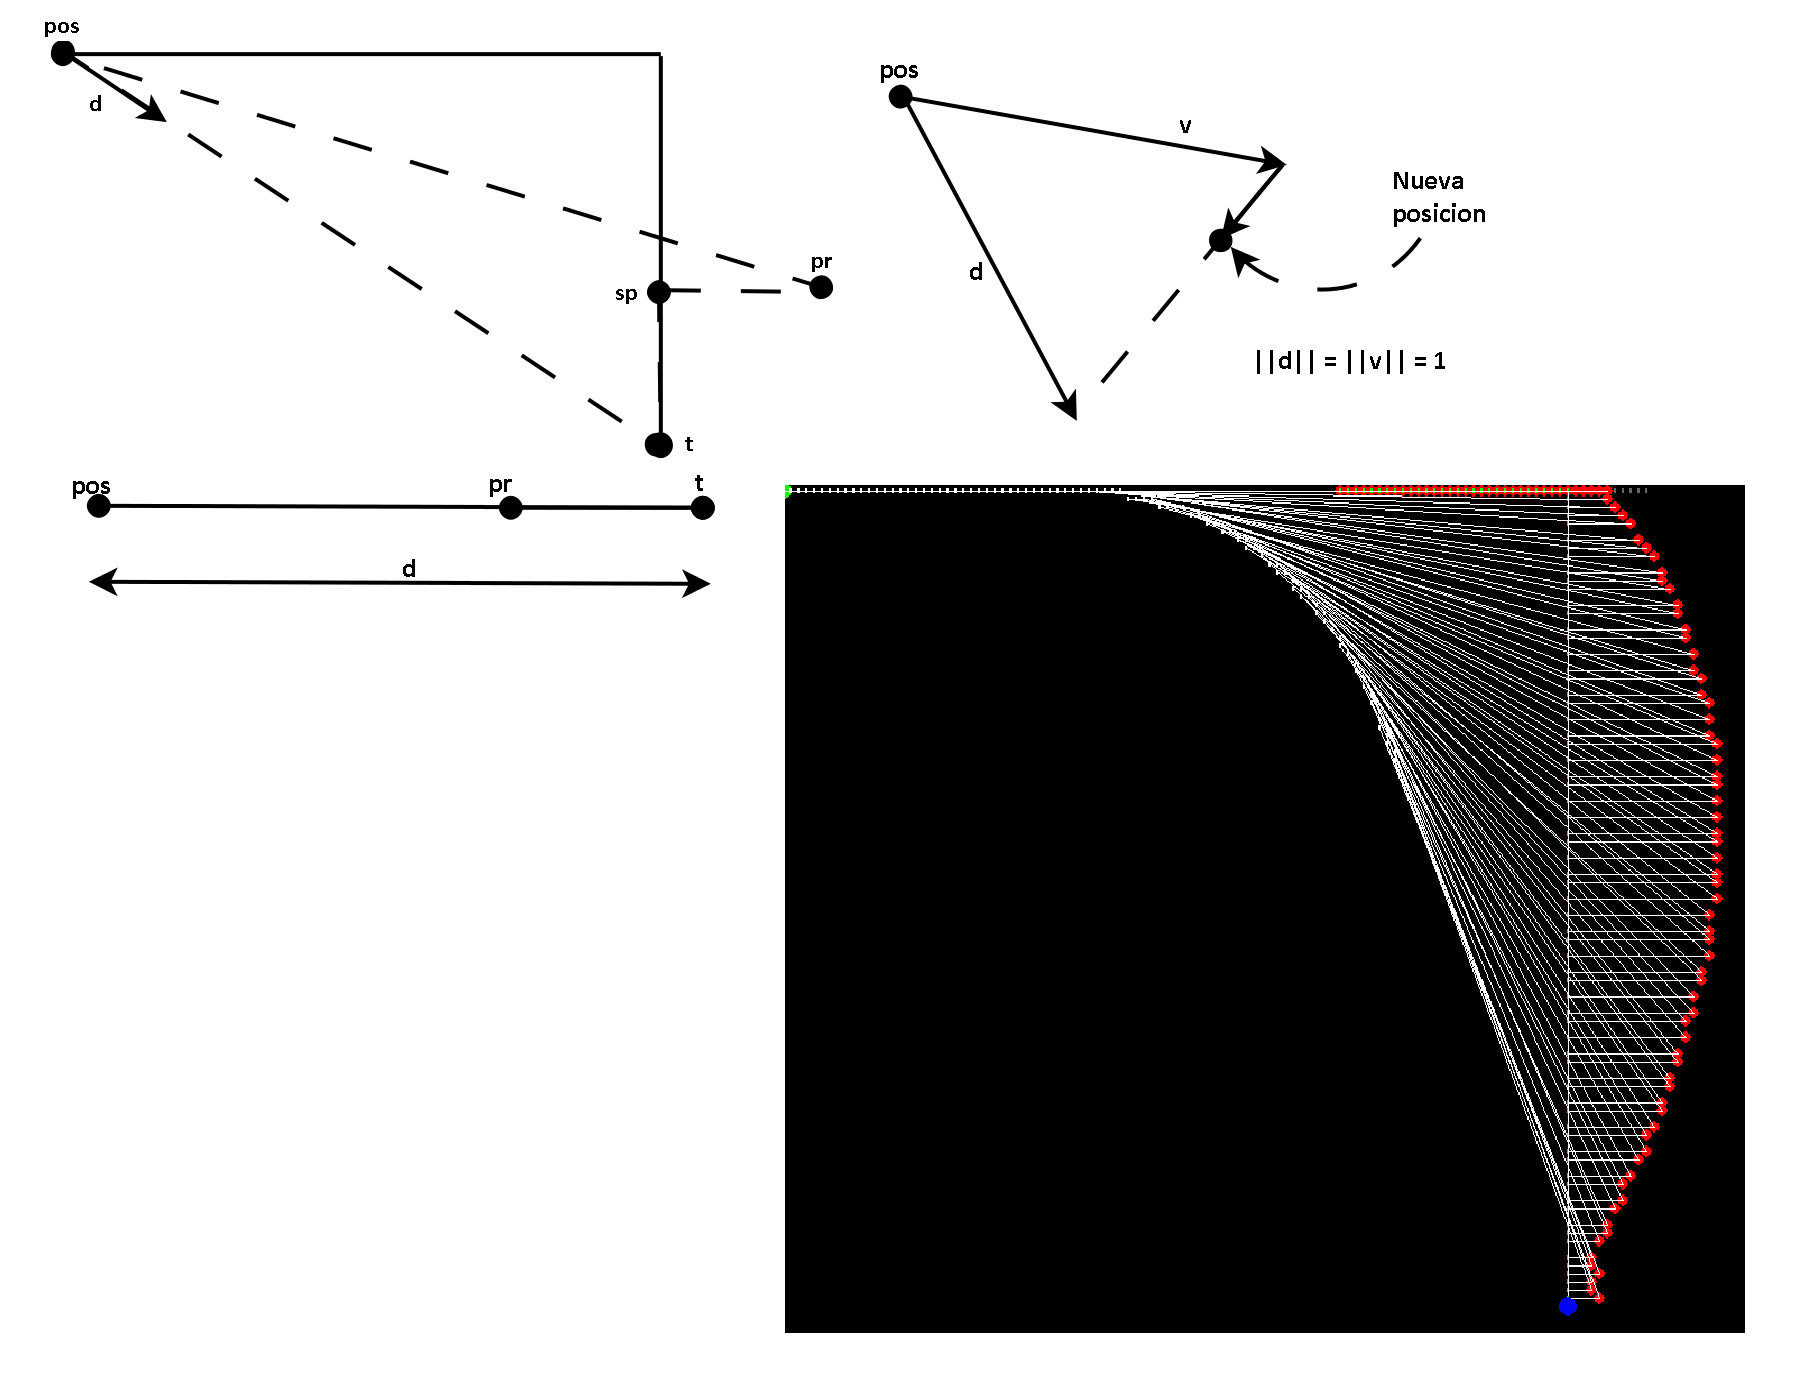 pos
d
sp
pr
t
pos
v
d
Nueva
posicion
||d|| = ||v|| = 1
pos
pr
t
d